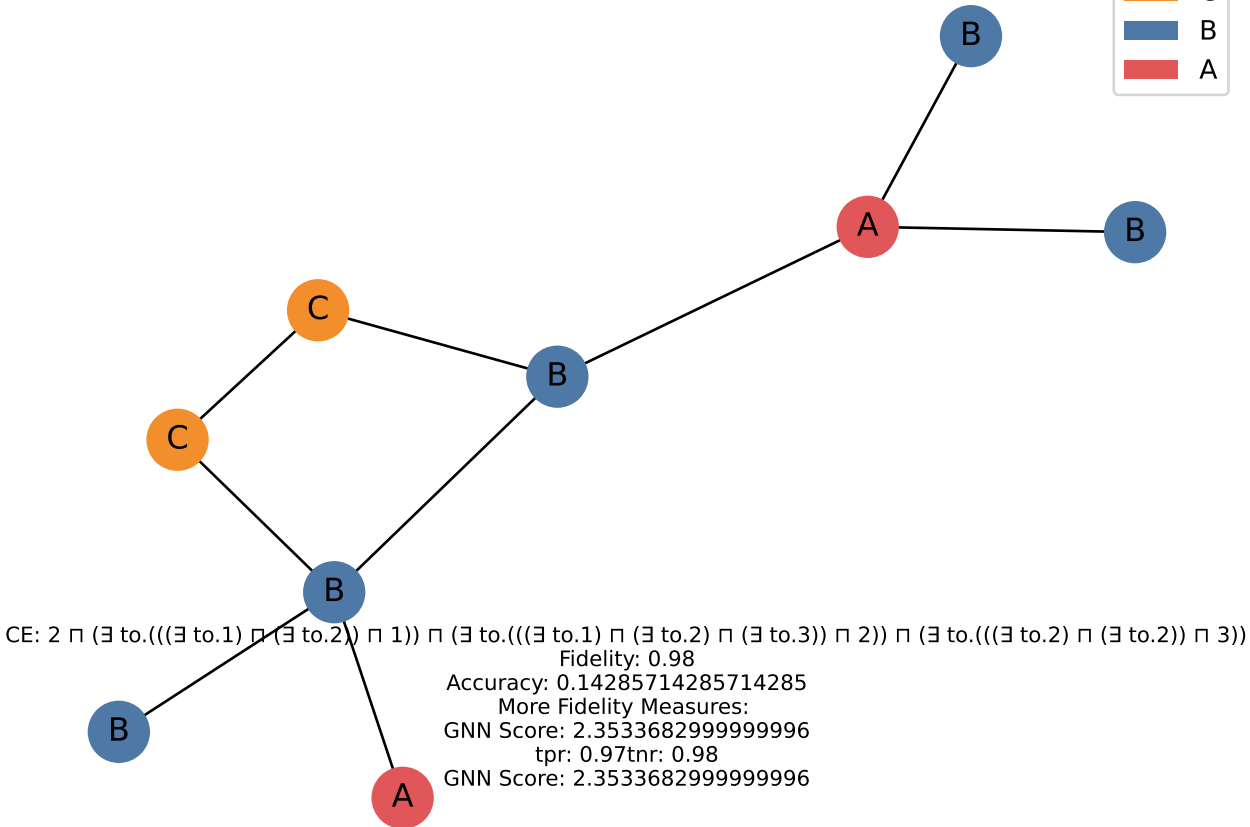 B
B
A
A
B
C
B
C
B
CE: 2 ⊓ (∃ to.(((∃ to.1) ⊓ (∃ to.2)) ⊓ 1)) ⊓ (∃ to.(((∃ to.1) ⊓ (∃ to.2) ⊓ (∃ to.3)) ⊓ 2)) ⊓ (∃ to.(((∃ to.2) ⊓ (∃ to.2)) ⊓ 3))
Fidelity: 0.98
Accuracy: 0.14285714285714285
More Fidelity Measures:
GNN Score: 2.3533682999999996
B
tpr: 0.97tnr: 0.98
GNN Score: 2.3533682999999996
A